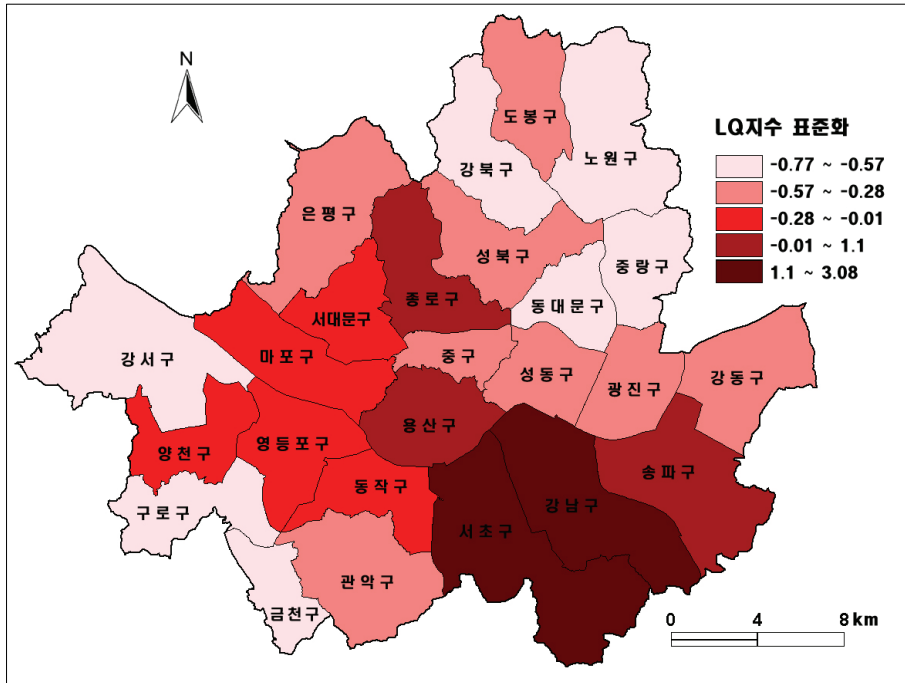 N
LQ지수 표준화
-0.77 ~ -0.57
-0.57 ~ -0.28
-0.28 ~ -0.01
-0.01 ~ 1.1
1.1 ~ 3.08
도봉구
노원구
강북구
은평구
성북구
중랑구
종로구
동대문구
서대문구
중구
마포구
강서구
성동구
광진구
강동구
용산구
양천구
영등포구
송파구
동작구
강남구
구로구
서초구
관악구
금천구
0 4 8 km